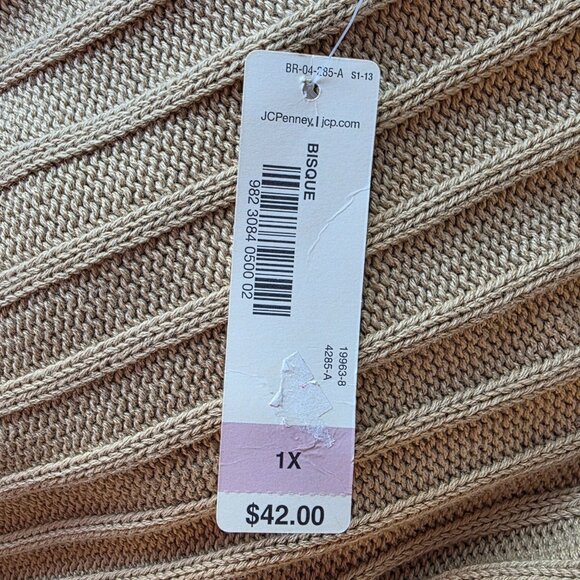 BR-04-285-A S1-13
JCPenney | jcp.com
BISQUE
982 3084 0500 02
19963-8
4285-A
1X
$42.00